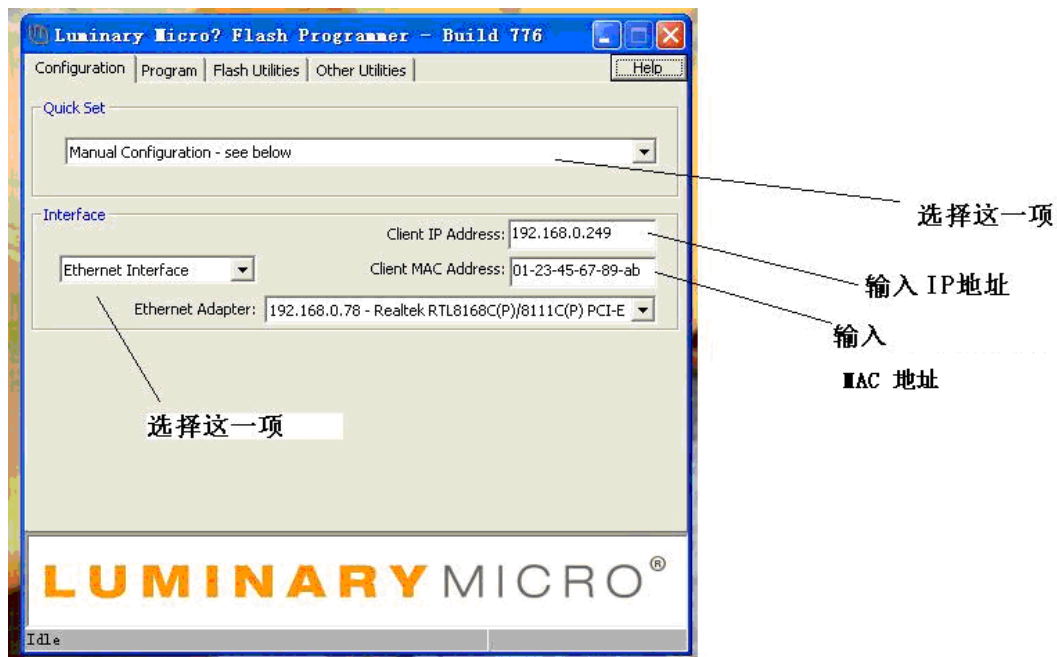 Luminary Micro? Flash Programmer - Build 776
Configuration Program Flash Utilities Other Utilities Help
Quick Set
Manual Configuration - see below
选择这一项
Interface
Client IP Address: 192.168.0.249
Ethernet Interface
Client MAC Address: 01-23-45-67-89-ab
输入 IP地址
Ethernet Adapter: 192.168.0.78 - Realtek RTL8168C(P)/8111C(P) PCI-E
输入
MAC 地址
选择这一项
LUMINARYMICRO®
Idle